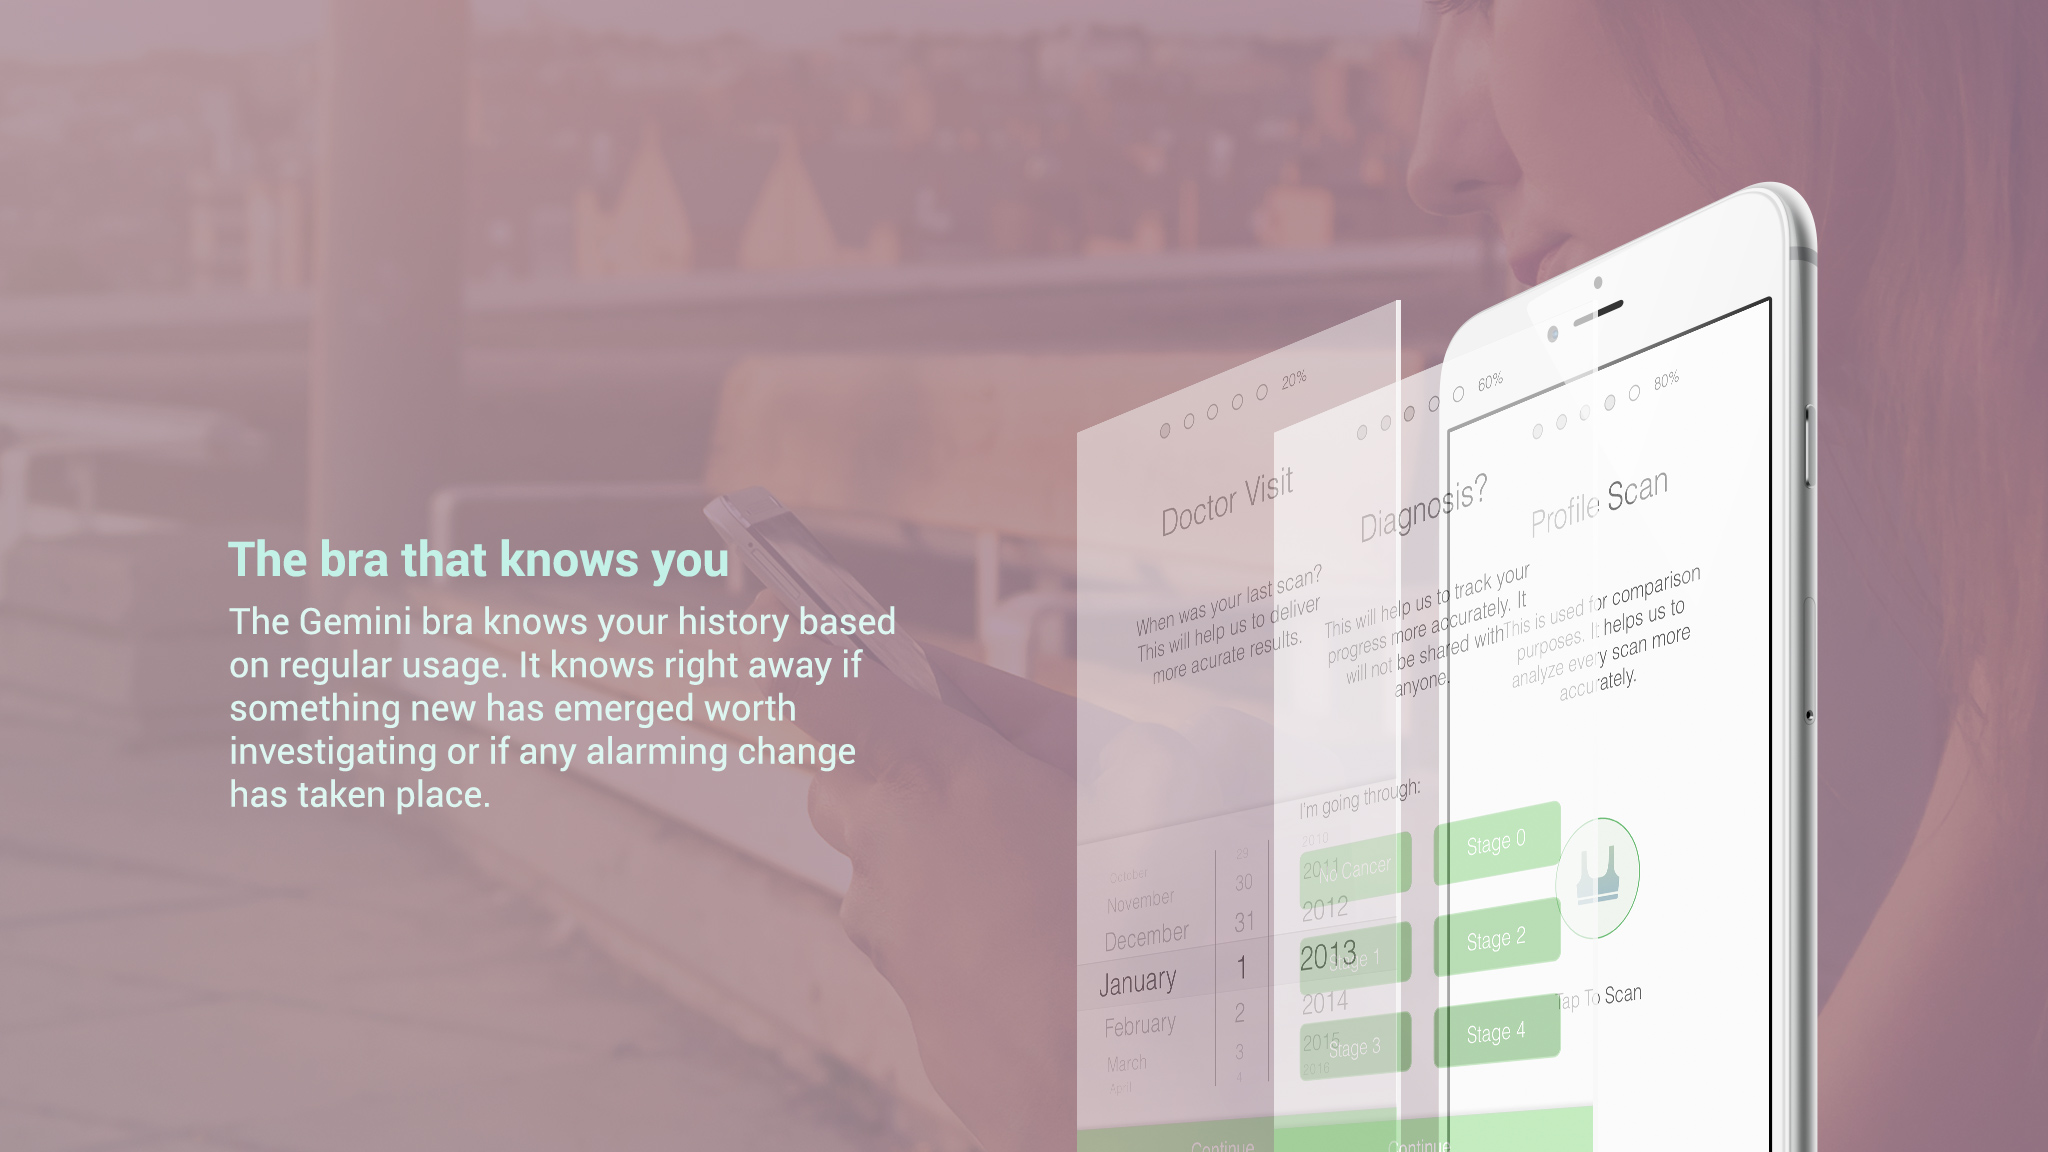 The bra that knows you
The Gemini bra knows your history based
on regular usage. It knows right away if
something new has emerged worth
investigating or if any alarming change
has taken place.
20%
Doctor Visit
When was your last scan?
This will help us to deliver
more acurate results.
October
November
December
January
February
March
April
29
30
31
1
2
3
4
2010
2011
2012
2013
2014
2015
2016
Continue
60%
Diagnosis?
This will help us to track your
progress more accurately. It
will not be shared with
anyone.
I'm going through:
No Cancer
Stage 0
Stage 1
Stage 2
Stage 3
Stage 4
Continue
80%
Profile Scan
This is used for comparison
purposes. It helps us to
analyze every scan more
accurately.
Tap To Scan